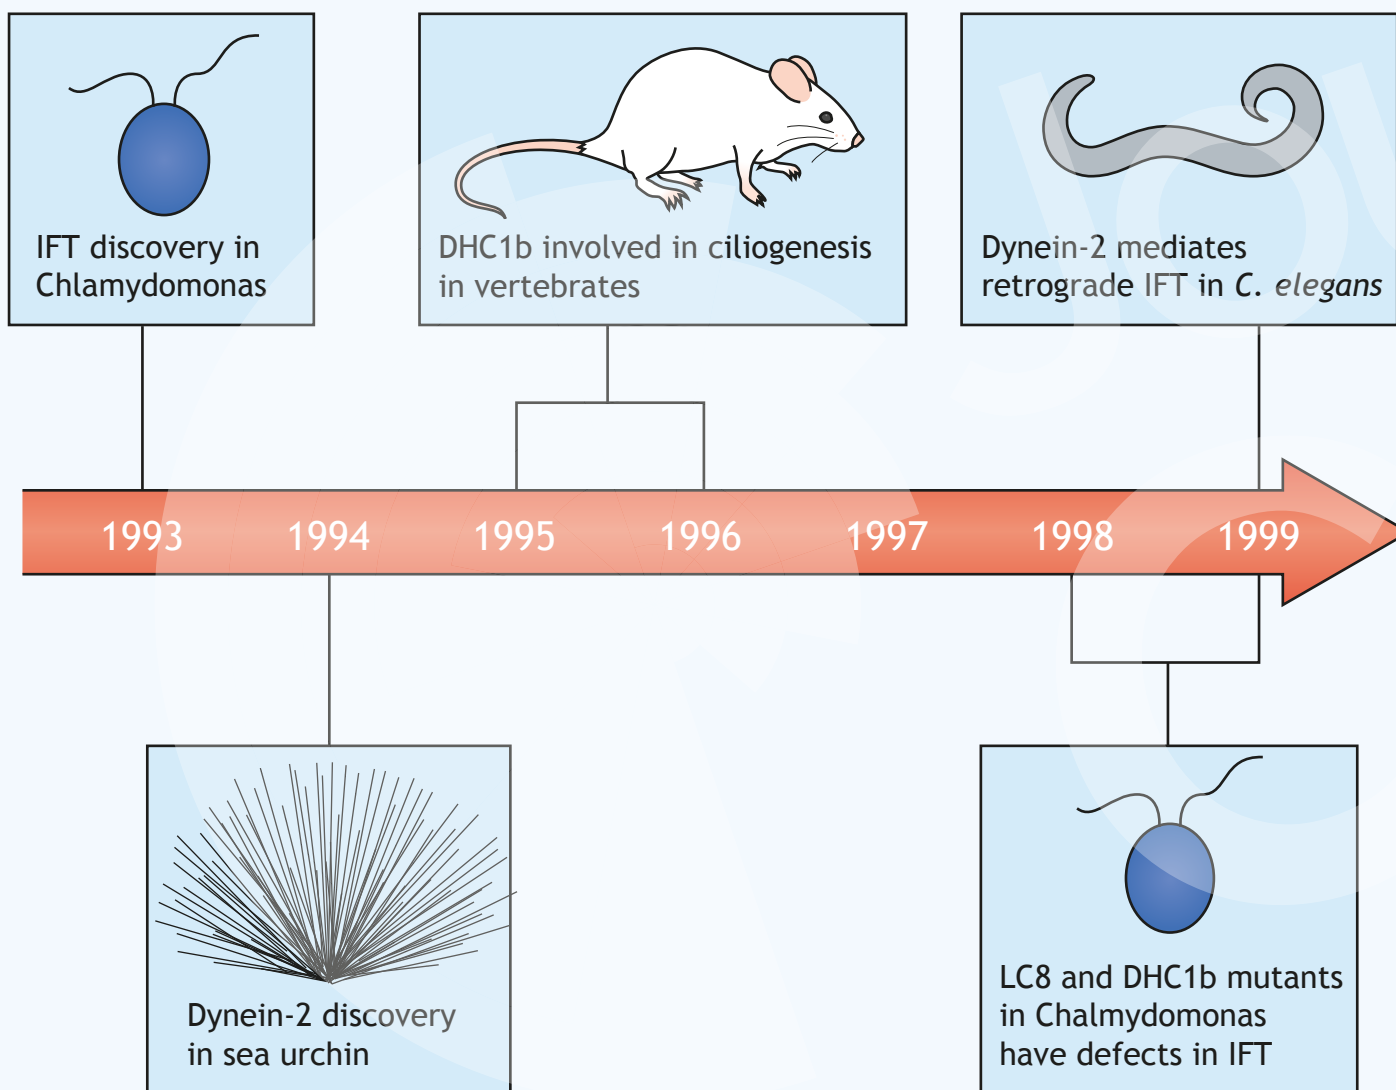 IFT discovery in
Chlamydomonas
DHC1b involved in ciliogenesis
in vertebrates
Dynein-2 mediates
retrograde IFT in C. elegans
1993 1994 1995 1996 1997 1998 1999
Dynein-2 discovery
in sea urchin
LC8 and DHC1b mutants
in Chalmydomonas
have defects in IFT